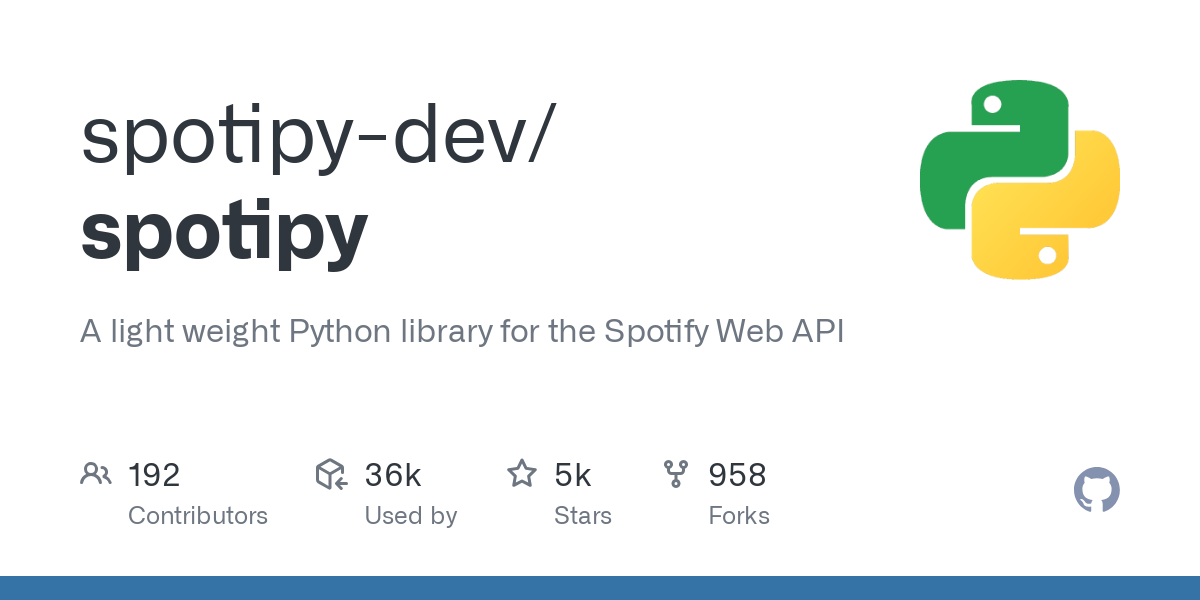 spotipy-dev/
spotipy
A light weight Python library for the Spotify Web API
192 36k 5k 958
Contributors Used by Stars Forks